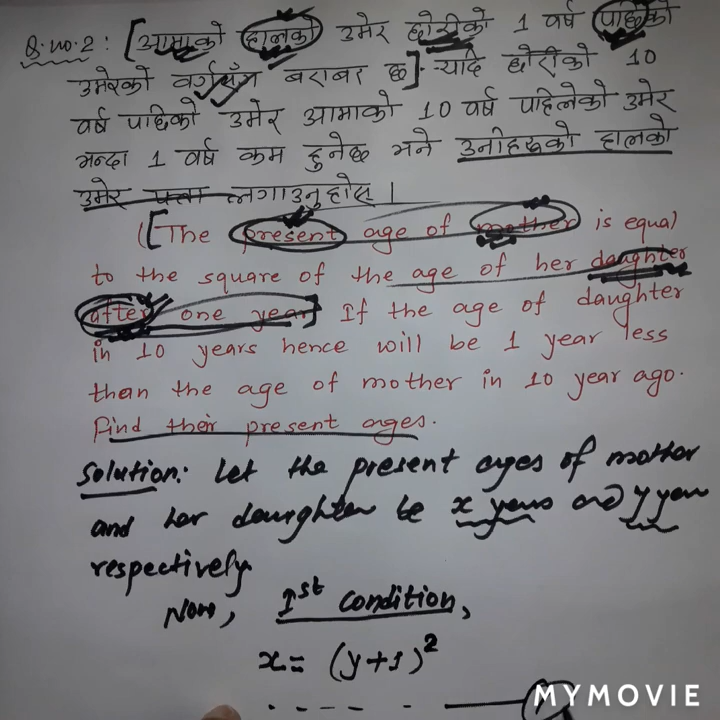 Q.no.2: [आमाको हालको उमेर छोरीको 1 वर्ष पछिको
उमेरको वर्गसँग बराबर छ]. यदि छोरीको 10
वर्ष पछिको उमेर आमाको 10 वर्ष पहिलेको उमेर
भन्दा 1 वर्ष कम हुनेछ भने उनीहरूको हालको
उमेर पत्ता लगाउनुहोस् ।
([The present age of mother is equal
to the square of the age of her daughter
after one year] If the age of daughter
in 10 years hence will be 1 year less
than the age of mother in 10 year ago.
Find their present ages.
Solution: Let the present ages of mother
and her daughter be x years and y years
respectively
Now, Ist condition,
x = (y+1)²
MYMOVIE